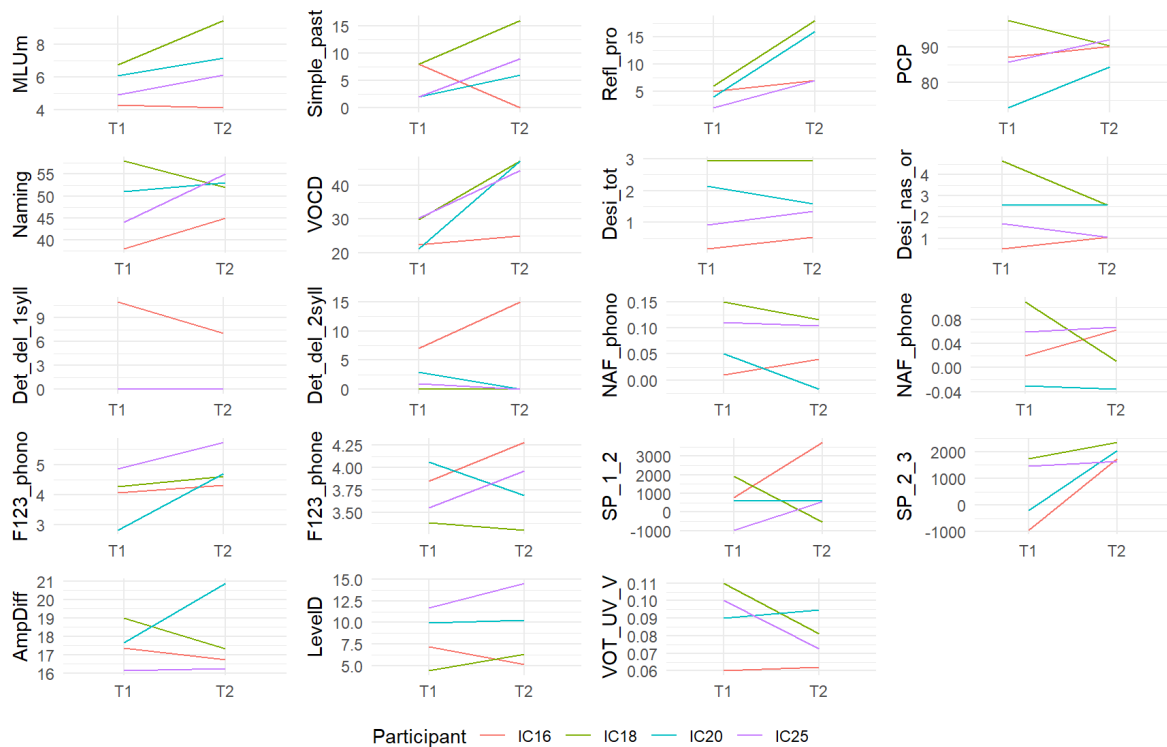 MLUm
8
6
4
T1 T2
Simple_past
15
10
5
0
T1 T2
Refl_pro
15
10
5
T1 T2
PCP
90
80
T1 T2
Naming
55
50
45
40
T1 T2
VOCD
40
30
20
T1 T2
Desi_tot
3
2
1
T1 T2
Desi_nas_or
4
3
2
1
T1 T2
Det_del_1syll
9
6
3
0
T1 T2
Det_del_2syll
15
10
5
0
T1 T2
NAF_phono
0.15
0.10
0.05
0.00
T1 T2
NAF_phone
0.08
0.04
0.00
-0.04
T1 T2
F123_phono
5
4
3
T1 T2
F123_phone
4.25
4.00
3.75
3.50
T1 T2
SP_1_2
3000
2000
1000
0
-1000
T1 T2
SP_2_3
2000
1000
0
-1000
T1 T2
AmpDiff
21
20
19
18
17
16
T1 T2
LevelD
15.0
12.5
10.0
7.5
5.0
T1 T2
VOT_UV_V
0.11
0.10
0.09
0.08
0.07
0.06
T1 T2
Participant IC16 IC18 IC20 IC25